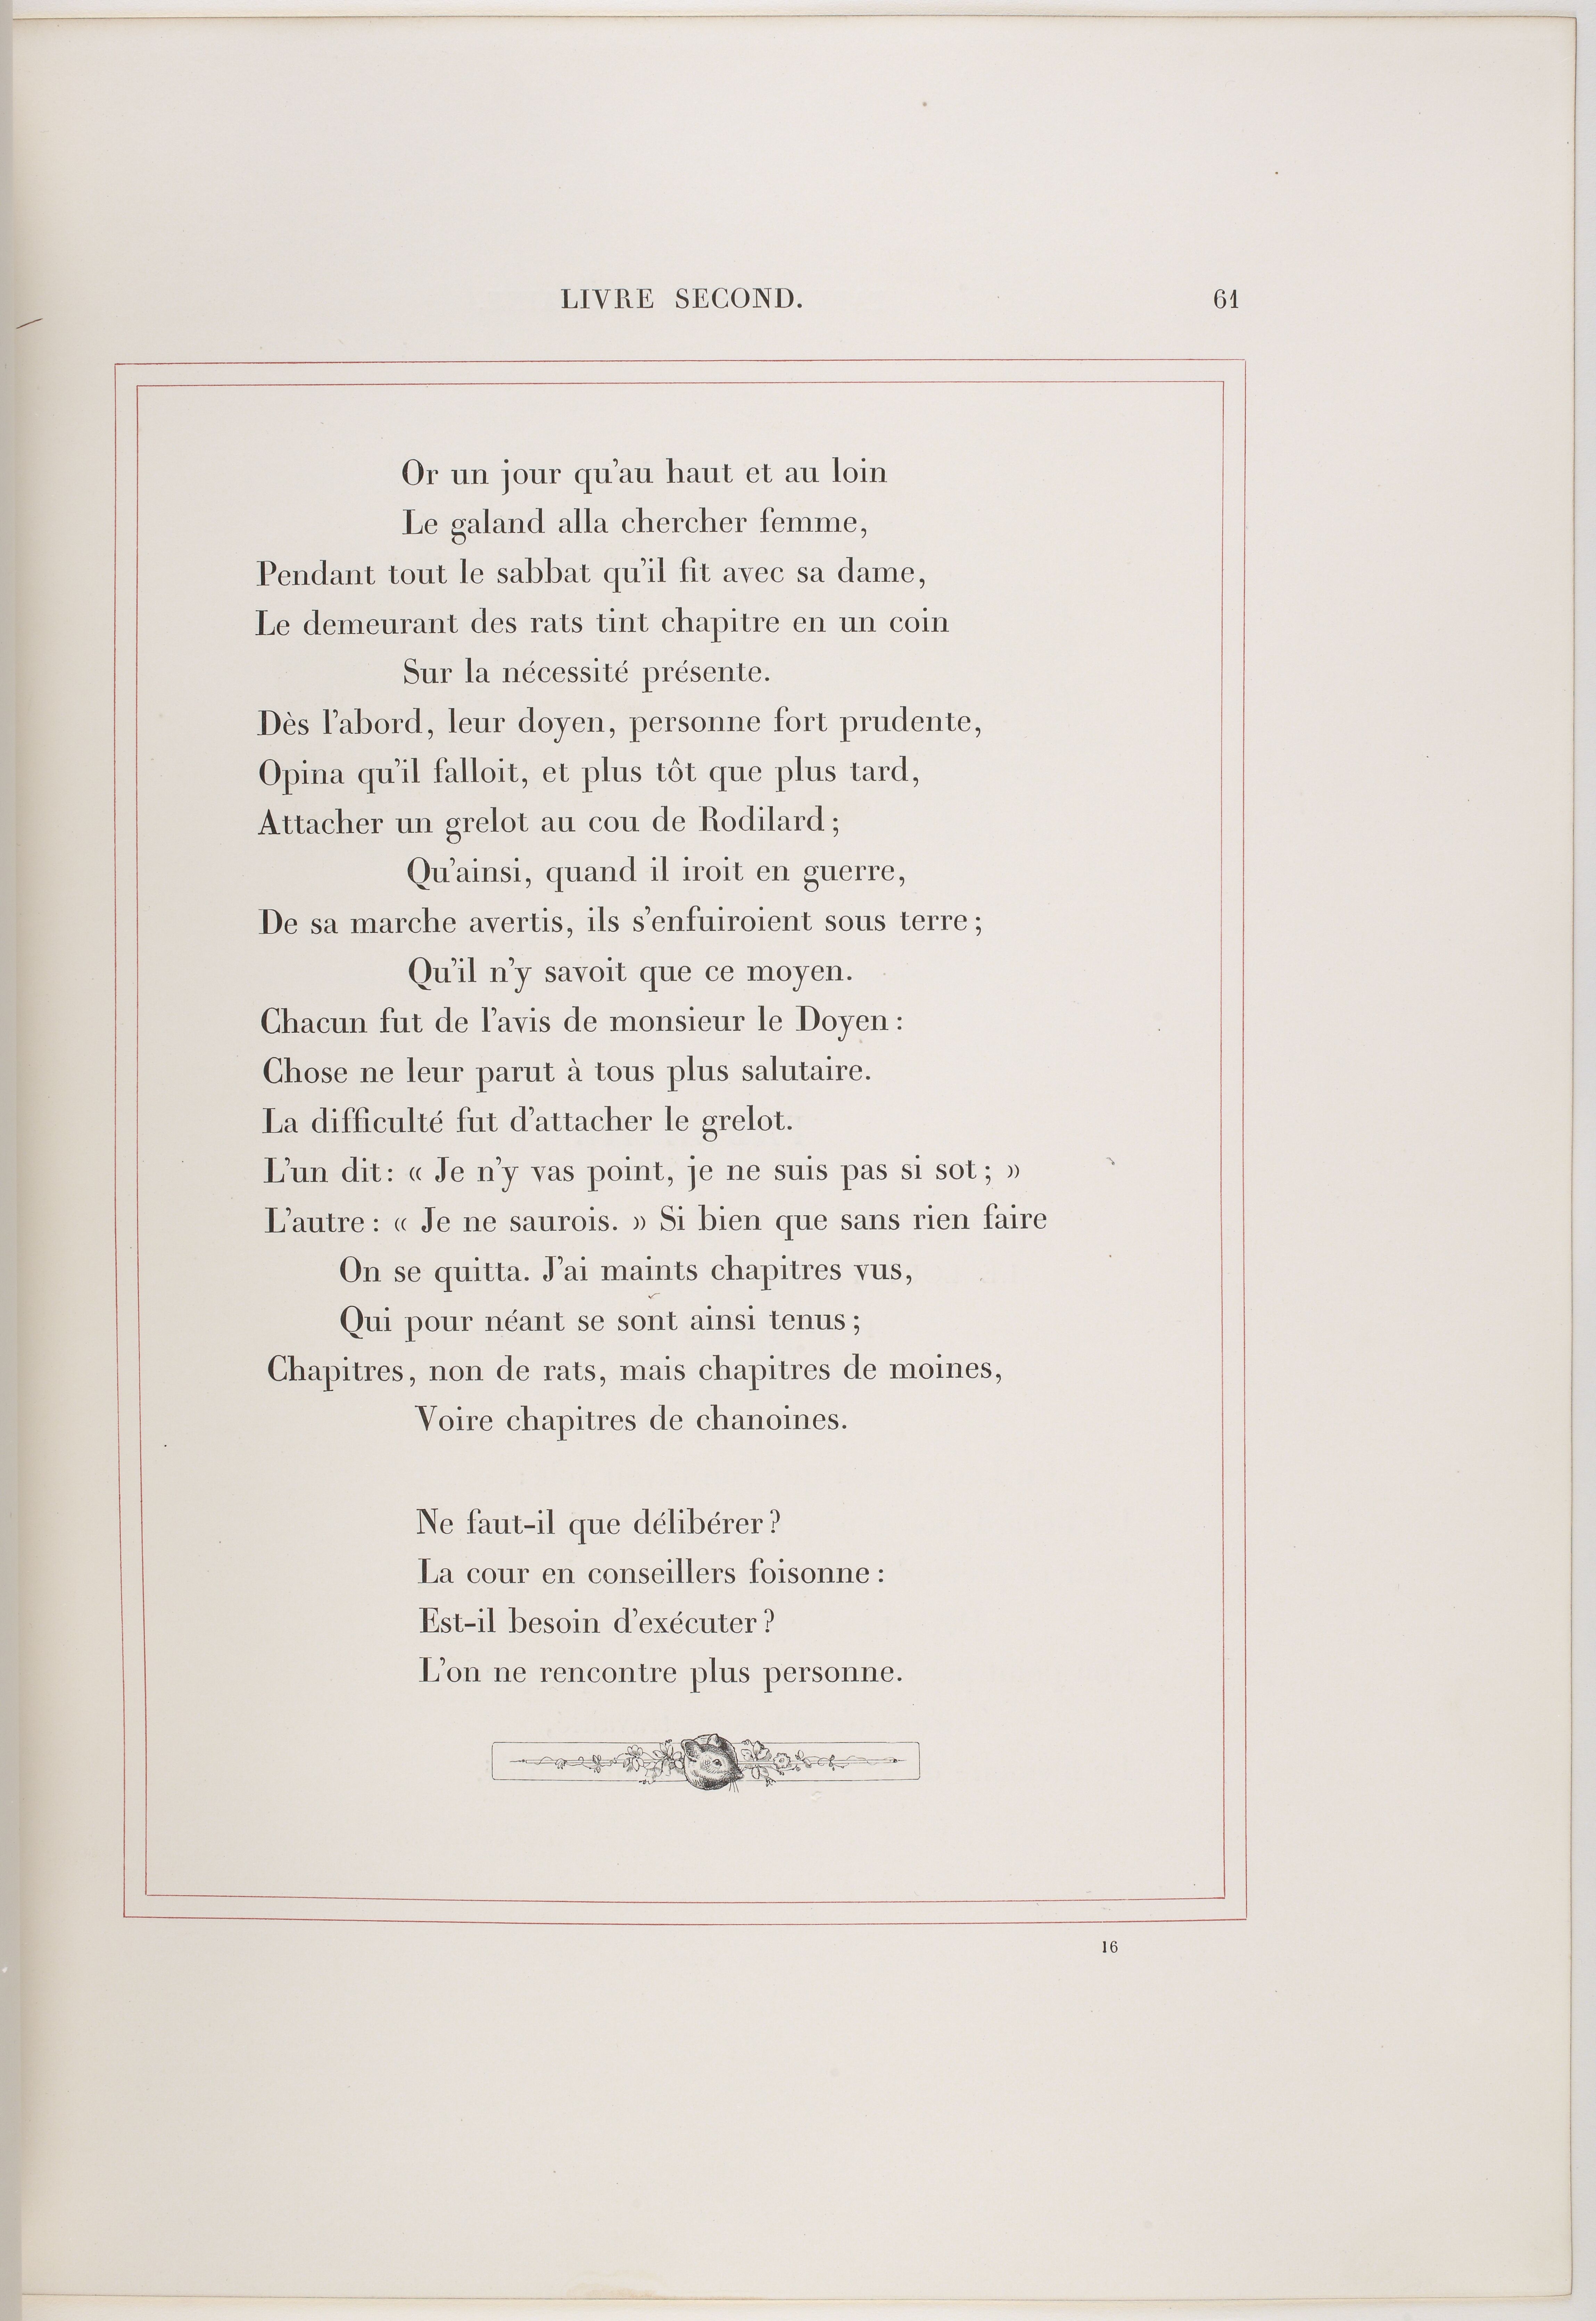 LIVRE SECOND. 61
Or un jour qu'au haut et au loin
Le galand alla chercher femme,
Pendant tout le sabbat qu'il fit avec sa dame,
Le demeurant des rats tint chapitre en un coin
Sur la nécessité présente.
Dès l'abord, leur doyen, personne fort prudente,
Opina qu'il falloit, et plus tôt que plus tard,
Attacher un grelot au cou de Rodilard ;
Qu'ainsi, quand il iroit en guerre,
De sa marche avertis, ils s'enfuiroient sous terre ;
Qu'il n'y savoit que ce moyen.
Chacun fut de l'avis de monsieur le Doyen :
Chose ne leur parut à tous plus salutaire.
La difficulté fut d'attacher le grelot.
L'un dit : « Je n'y vas point, je ne suis pas si sot ; »
L'autre : « Je ne saurois. » Si bien que sans rien faire
On se quitta. J'ai maints chapitres vus,
Qui pour néant se sont ainsi tenus ;
Chapitres, non de rats, mais chapitres de moines,
Voire chapitres de chanoines.
Ne faut-il que délibérer ?
La cour en conseillers foisonne :
Est-il besoin d'exécuter ?
L'on ne rencontre plus personne.
16